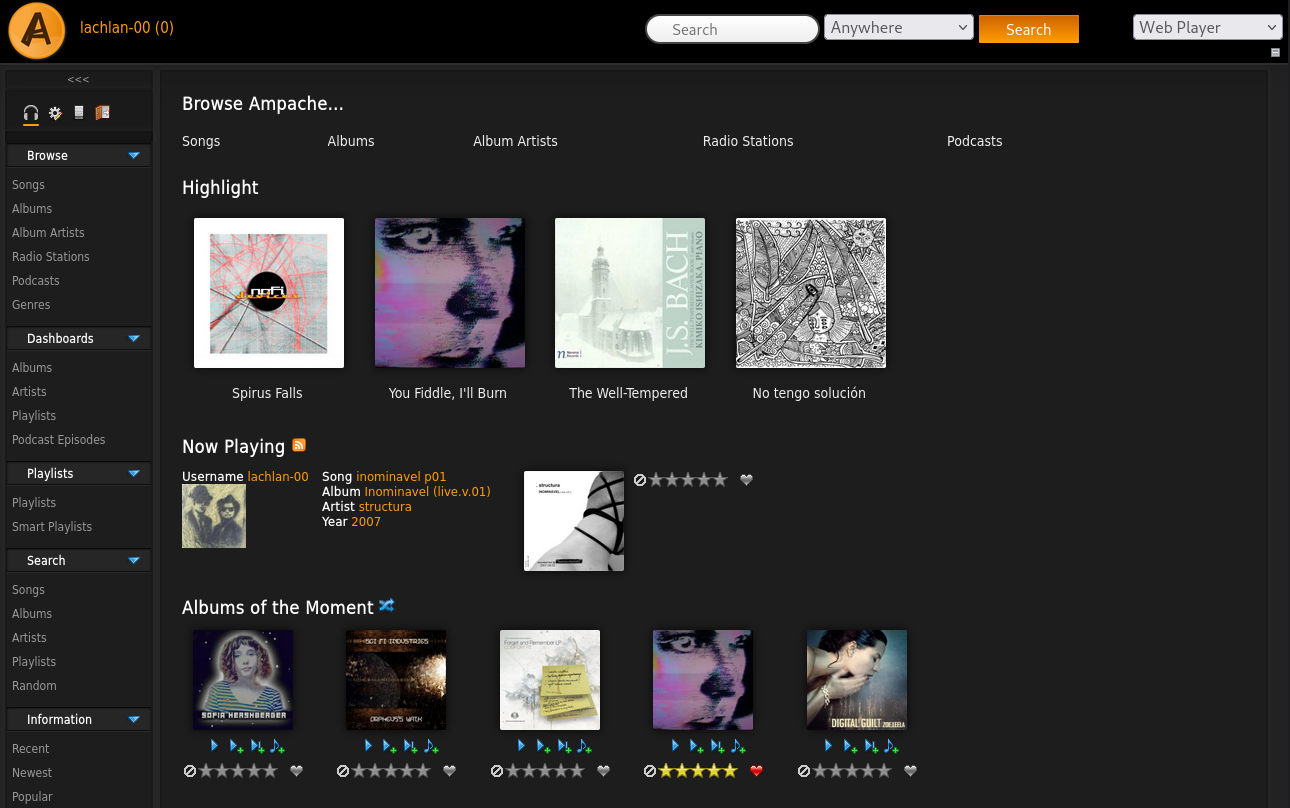 lachlan-00 (0)
Search
Anywhere
Search
Web Player
<<<
Browse
Songs
Albums
Album Artists
Radio Stations
Podcasts
Genres
Dashboards
Albums
Artists
Playlists
Podcast Episodes
Playlists
Playlists
Smart Playlists
Search
Songs
Albums
Artists
Playlists
Random
Information
Recent
Newest
Popular
Browse Ampache...
Songs Albums Album Artists Radio Stations Podcasts
Highlight
noFi
J.S. BACH
KIMIKO ISHIZAKA, PIANO
Spirus Falls You Fiddle, I'll Burn The Well-Tempered No tengo solución
Now Playing
Username lachlan-00
Song inominavel p01
Album Inominavel (live.v.01)
Artist structura
Year 2007
structura
INOMINAVEL
Albums of the Moment
SOFIA HERSHBERGER
SCI FI INDUSTRIES
ORPHEUS'S WALK
Forget and Remember LP
DIGITAL GUILT ZOE.LEELA